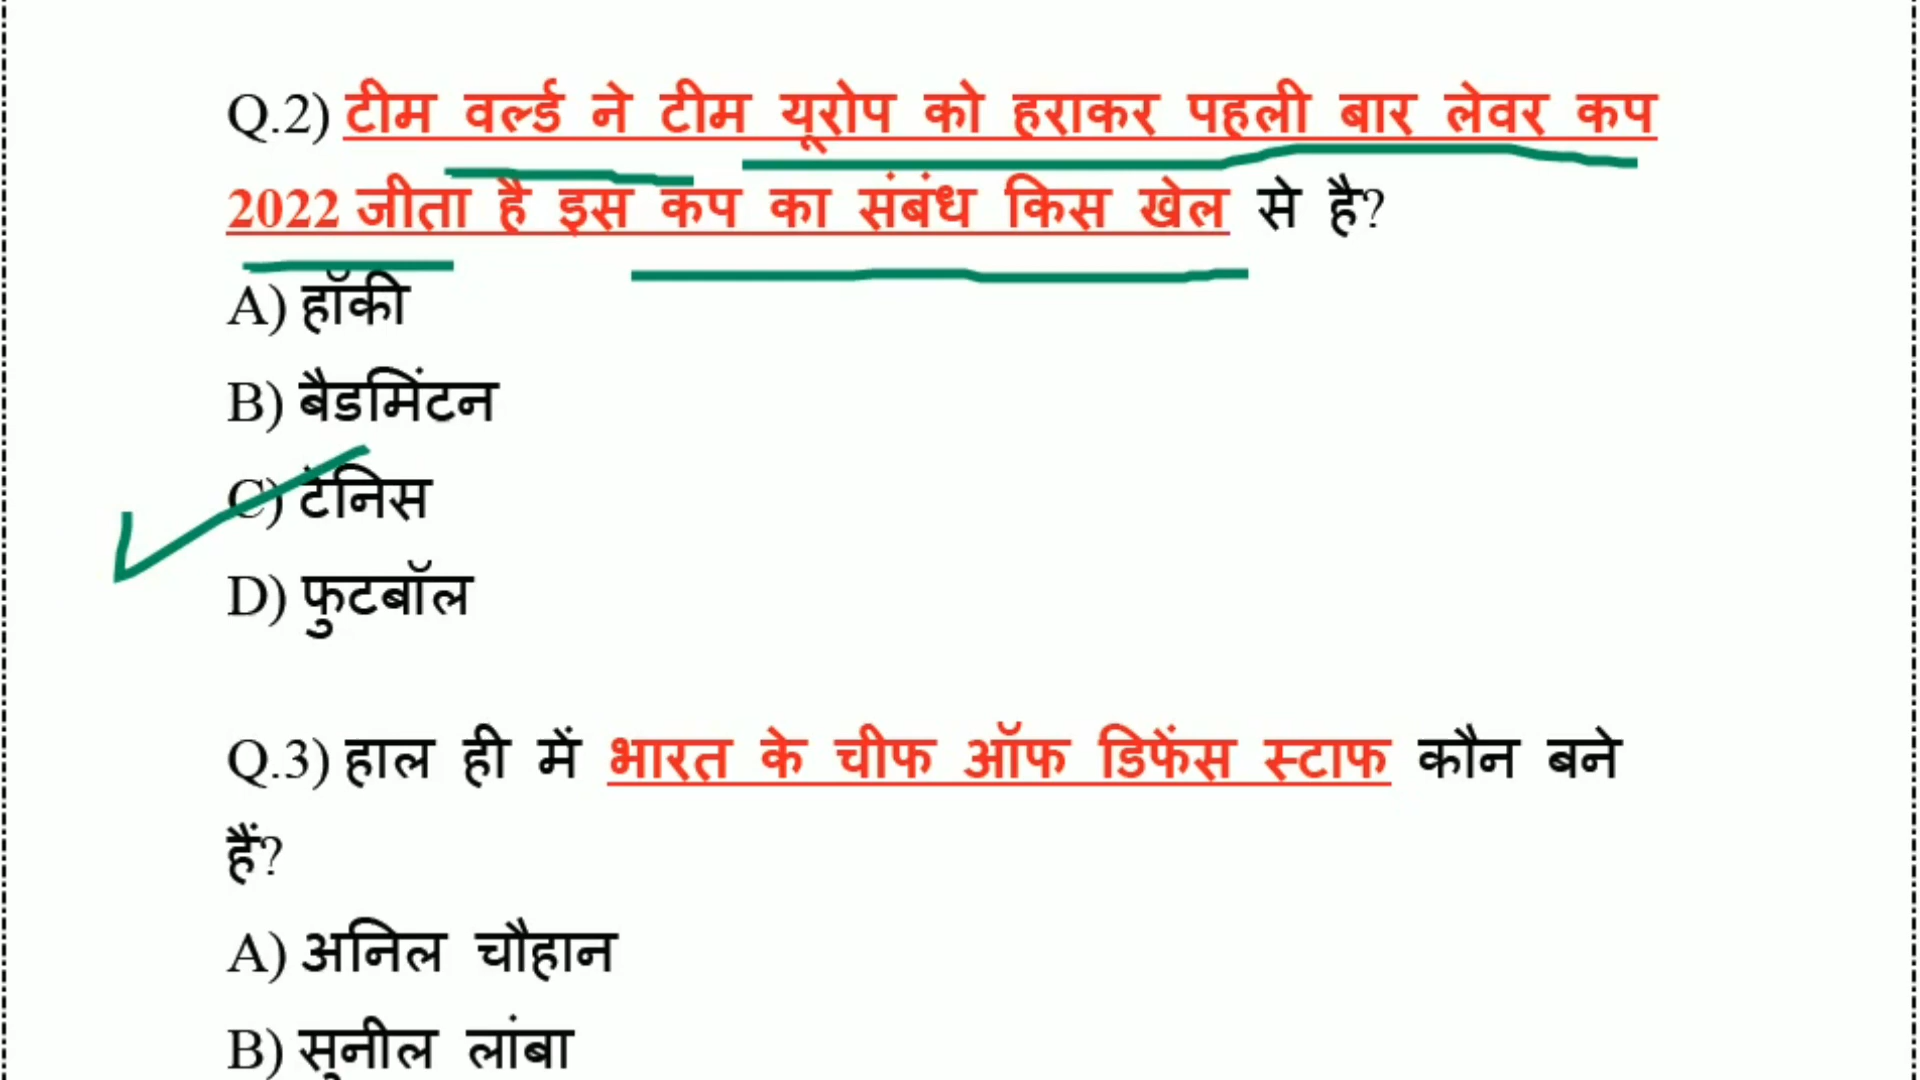 Q.2) टीम वर्ल्ड ने टीम यूरोप को हराकर पहली बार लेवर कप
2022 जीता है इस कप का संबंध किस खेल से है?
A) हॉकी
B) बैडमिंटन
C) टेनिस
D) फुटबॉल
Q.3) हाल ही में भारत के चीफ ऑफ डिफेंस स्टाफ कौन बने
हैं?
A) अनिल चौहान
B) सुनील लांबा